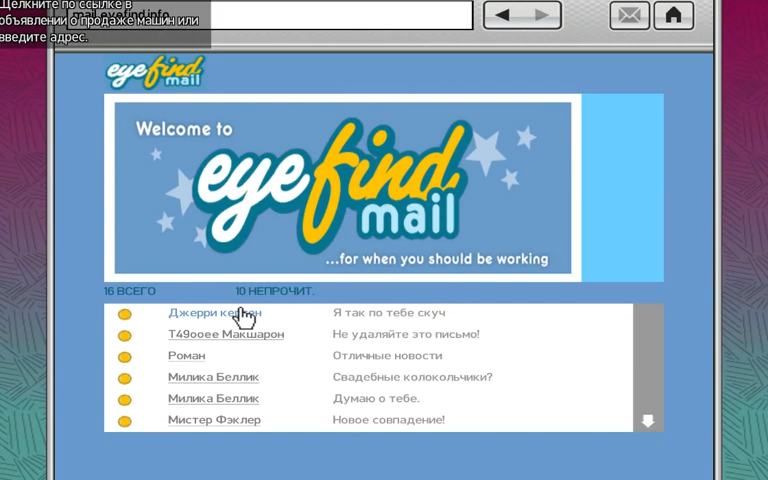 Щелкните по ссылке в
объявлении о продаже машин или
введите адрес.
eyefind mail
Welcome to
eyefind mail
...for when you should be working
16 ВСЕГО 10 НЕПРОЧИТ.
Джерри Я так по тебе скуч
Т49ооее Макшарон Не удаляйте это письмо!
Роман Отличные новости
Милика Беллик Свадебные колокольчики?
Милика Беллик Думаю о тебе.
Мистер Фэклер Новое совпадение!